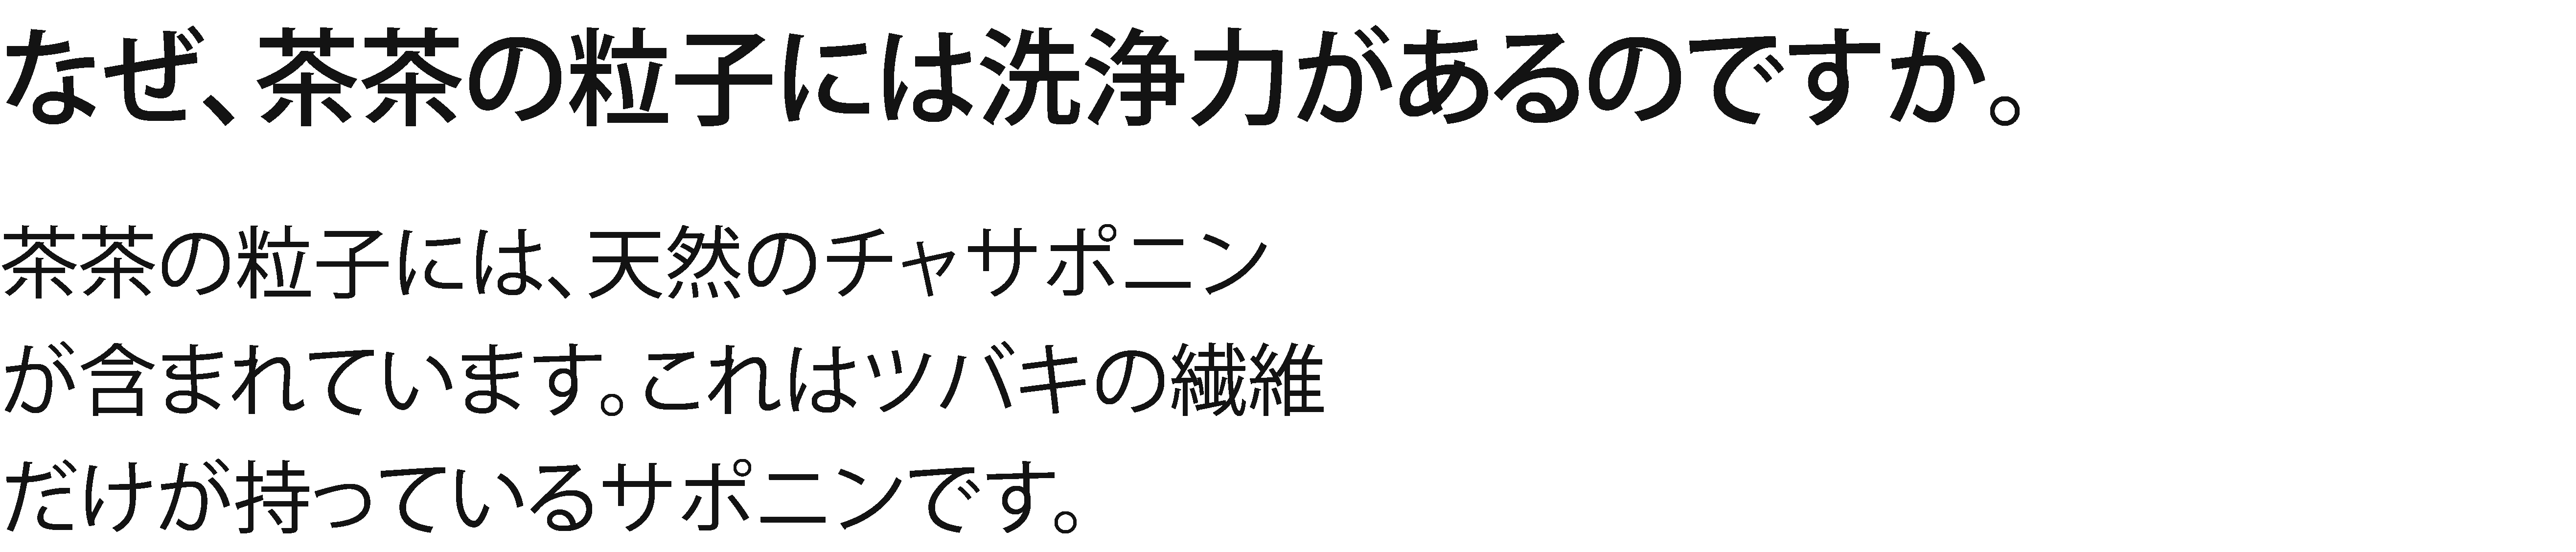 なぜ、茶茶の粒子には洗浄力があるのですか。
茶茶の粒子には、天然のチャサポニン
が含まれています。これはツバキの繊維
だけが持っているサポニンです。